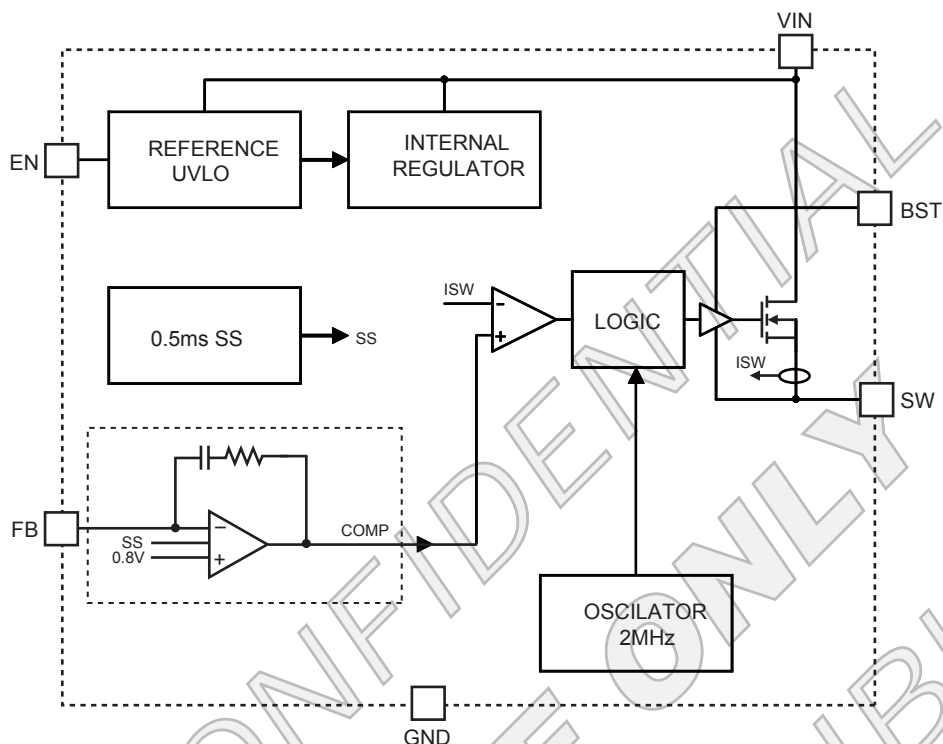 VIN
EN
REFERENCE
UVLO
INTERNAL
REGULATOR
BST
0.5ms SS
SS
ISW
-
+
LOGIC
ISW
SW
FB
SS
0.8V
-
+
COMP
OSCILATOR
2MHz
GND
CONFIDENTIAL
ONLY